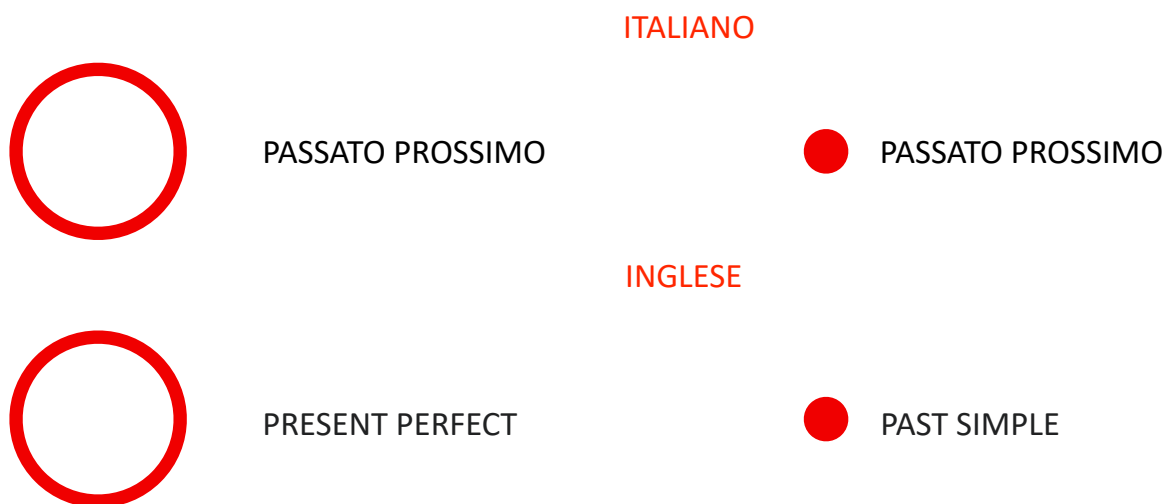 ITALIANO
PASSATO PROSSIMO
PASSATO PROSSIMO
INGLESE
PRESENT PERFECT
PAST SIMPLE